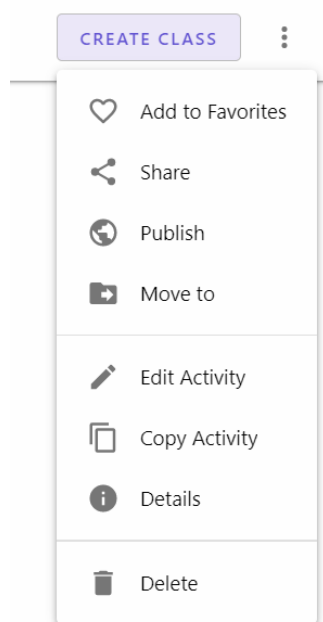 CREATE CLASS
Add to Favorites
Share
Publish
Move to
Edit Activity
Copy Activity
Details
Delete